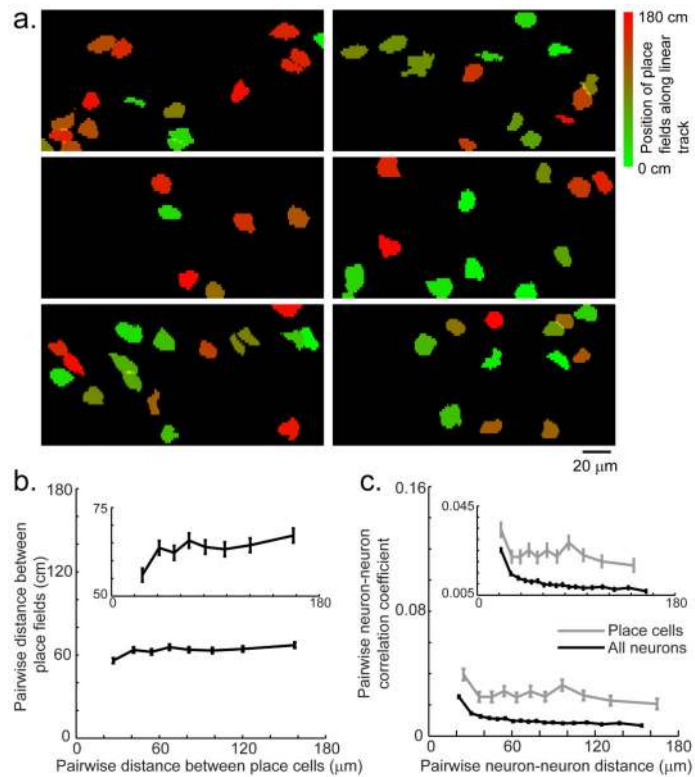 a.
180 cm
Position of place
fields along linear
track
0 cm
20 μm
b.
180
120
60
0
Pairwise distance between
place fields (cm)
75
50
0
180
0
60
120
180
Pairwise distance between place cells (μm)
c.
0.16
0.08
0
Pairwise neuron-neuron
correlation coefficient
0.045
0.005
0
180
Place cells
All neurons
0
60
120
180
Pairwise neuron-neuron distance (μm)